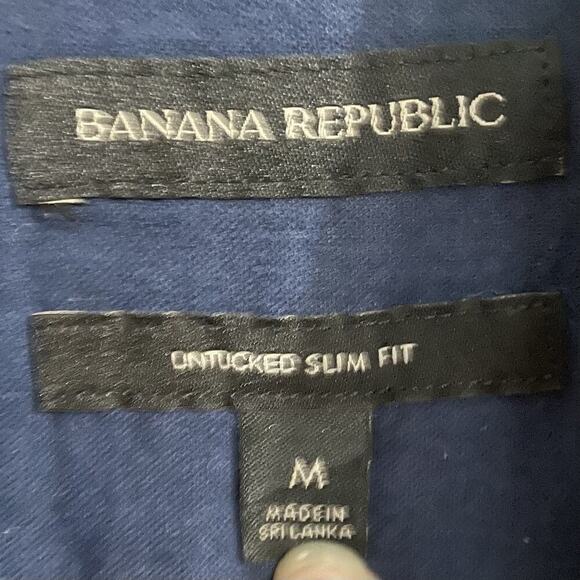 BANANA REPUBLIC
UNTUCKED SLIM FIT
M
MADE IN
SRI LANKA